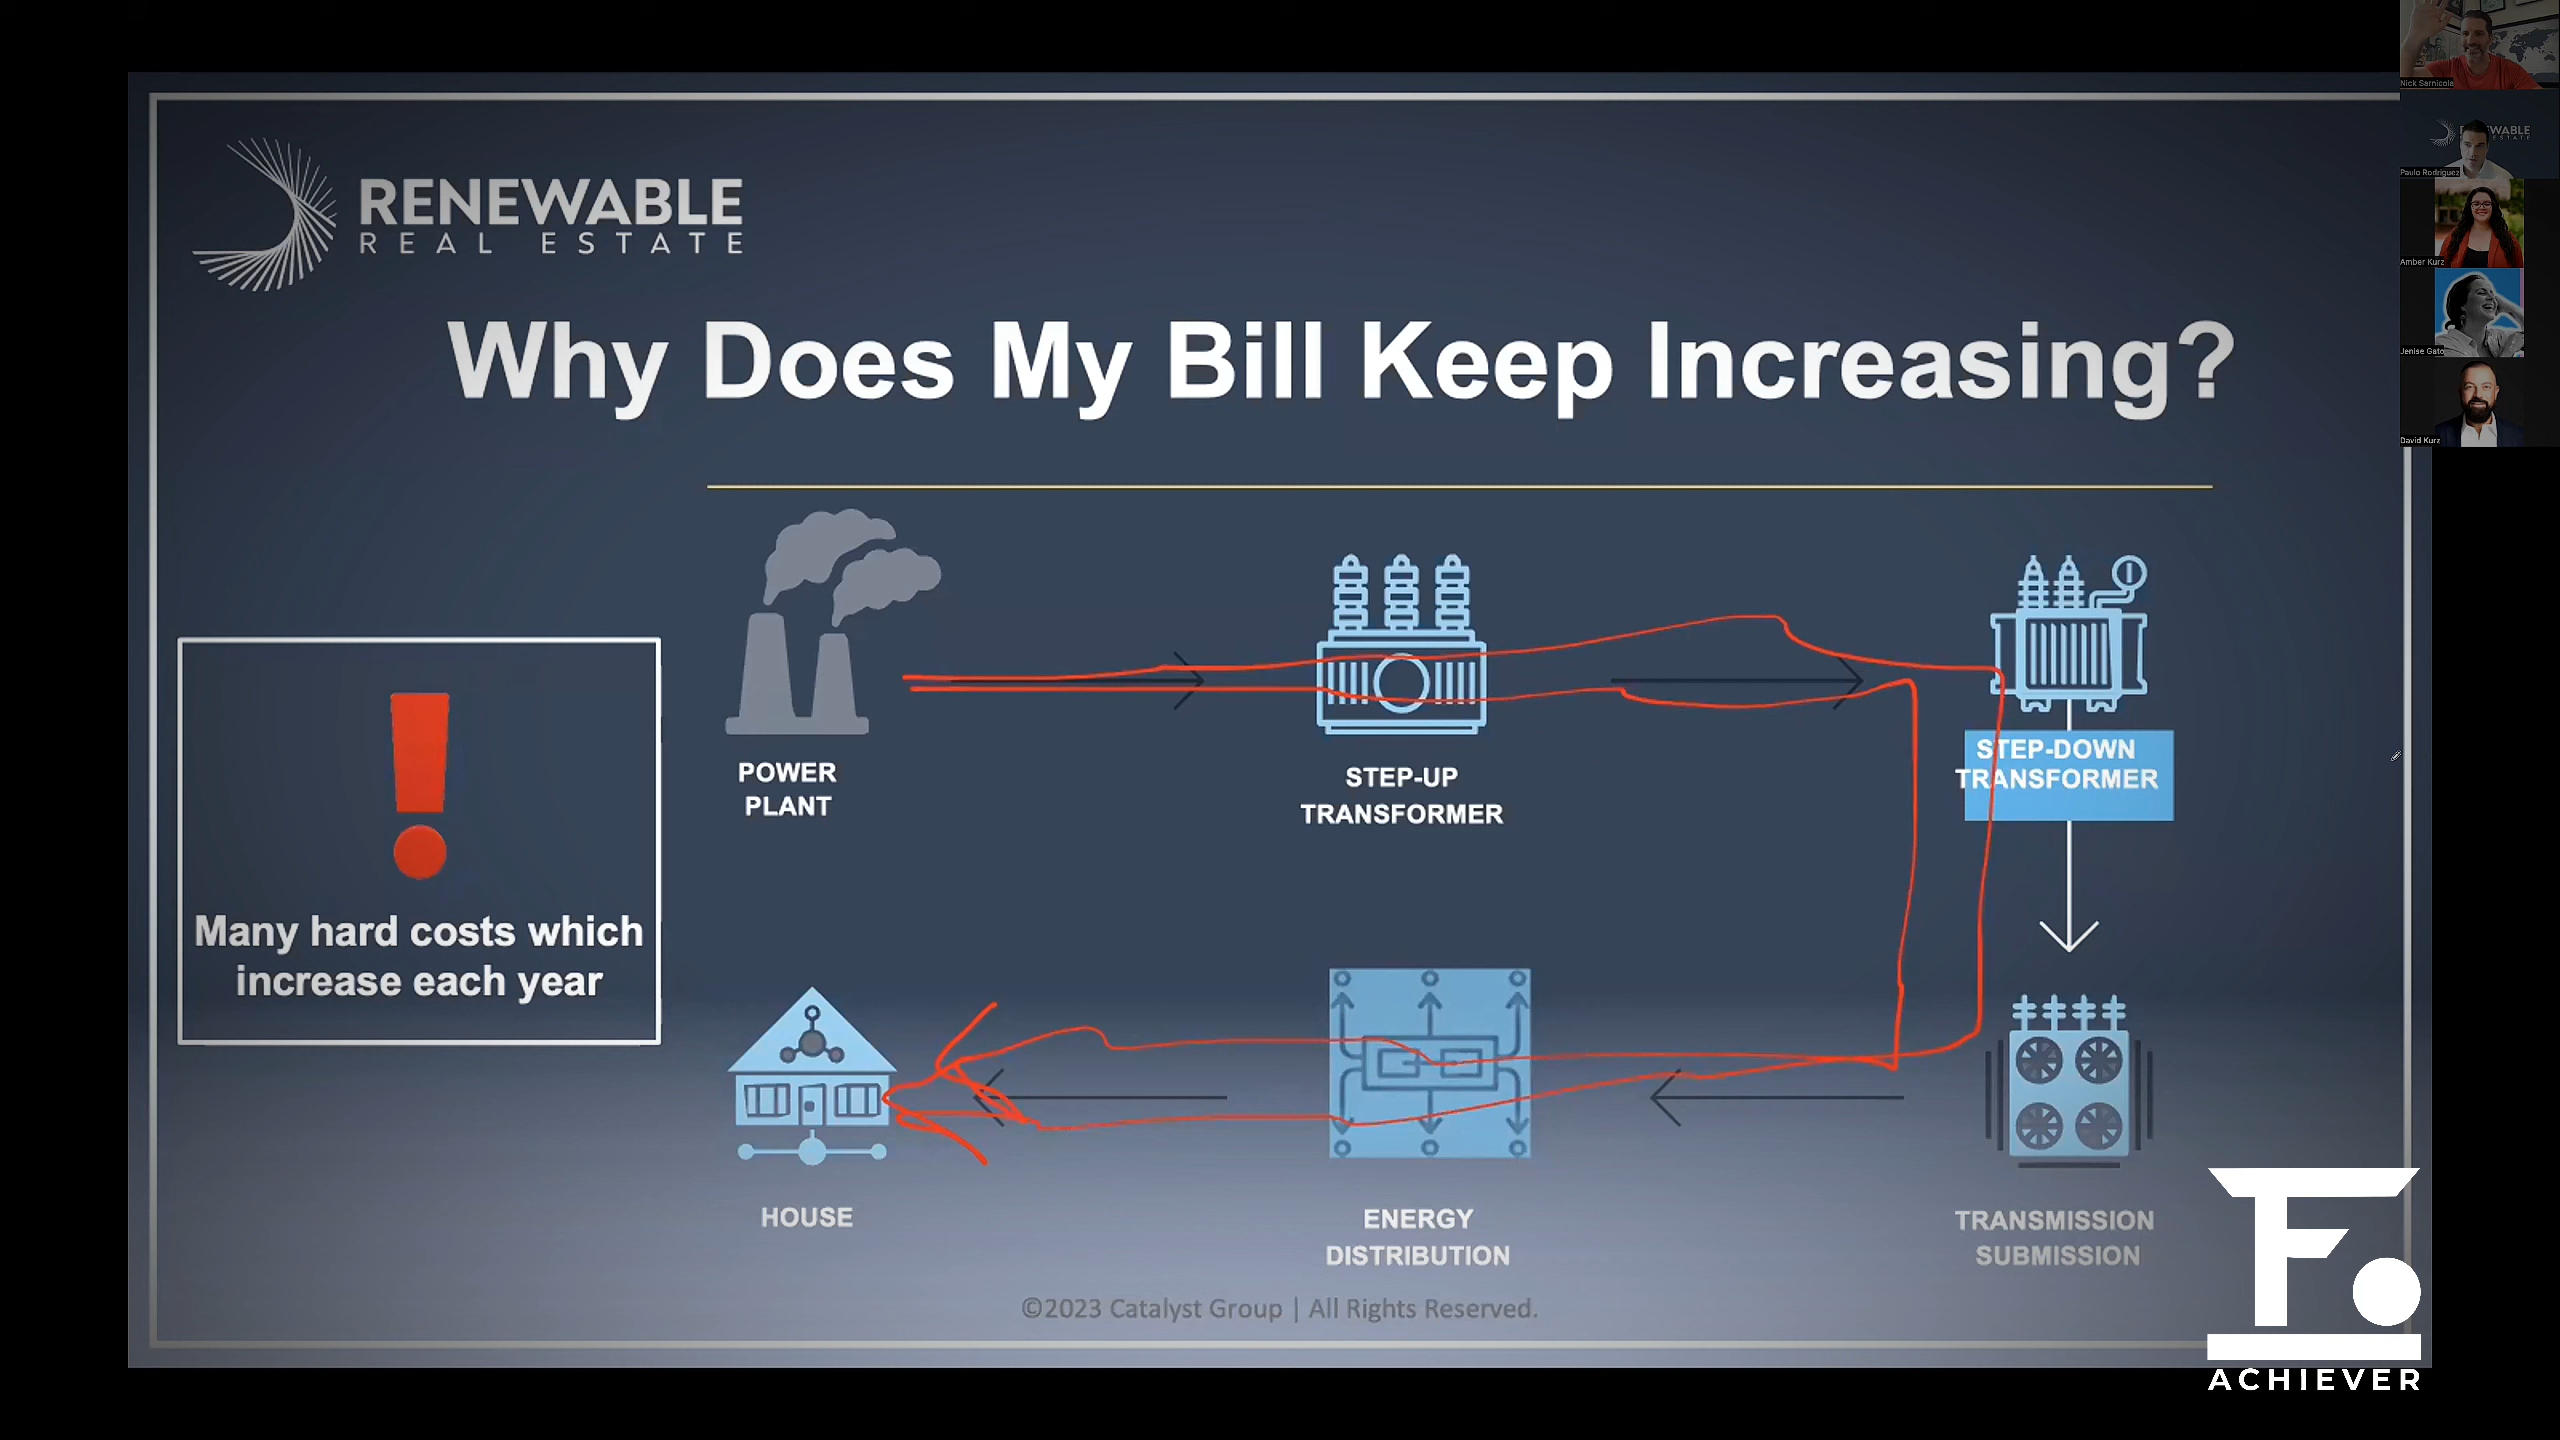 RENEWABLE
REAL ESTATE
Why Does My Bill Keep Increasing?
Many hard costs which
increase each year
POWER
PLANT
STEP-UP
TRANSFORMER
STEP-DOWN
TRANSFORMER
HOUSE
ENERGY
DISTRIBUTION
TRANSMISSION
SUBMISSION
©2023 Catalyst Group | All Rights Reserved.
ACHIEVER
Nick Sarnicola
Paulo Rodriguez
Amber Kurz
Jenise Gato
David Kurz